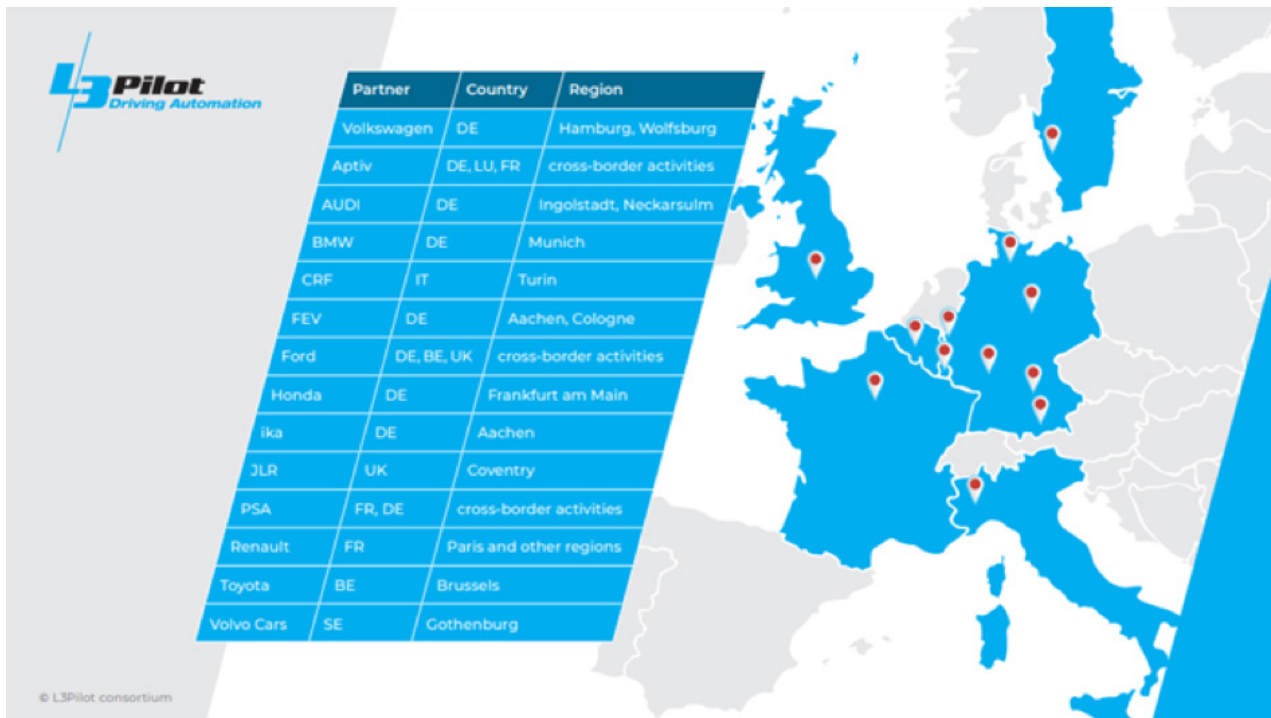 L3Pilot
Driving Automation
Partner Country Region
Volkswagen DE Hamburg, Wolfsburg
Aptiv DE, LU, FR cross-border activities
AUDI DE Ingolstadt, Neckarsulm
BMW DE Munich
CRF IT Turin
FEV DE Aachen, Cologne
Ford DE, BE, UK cross-border activities
Honda DE Frankfurt am Main
ika DE Aachen
JLR UK Coventry
PSA FR, DE cross-border activities
Renault FR Paris and other regions
Toyota BE Brussels
Volvo Cars SE Gothenburg
© L3Pilot consortium